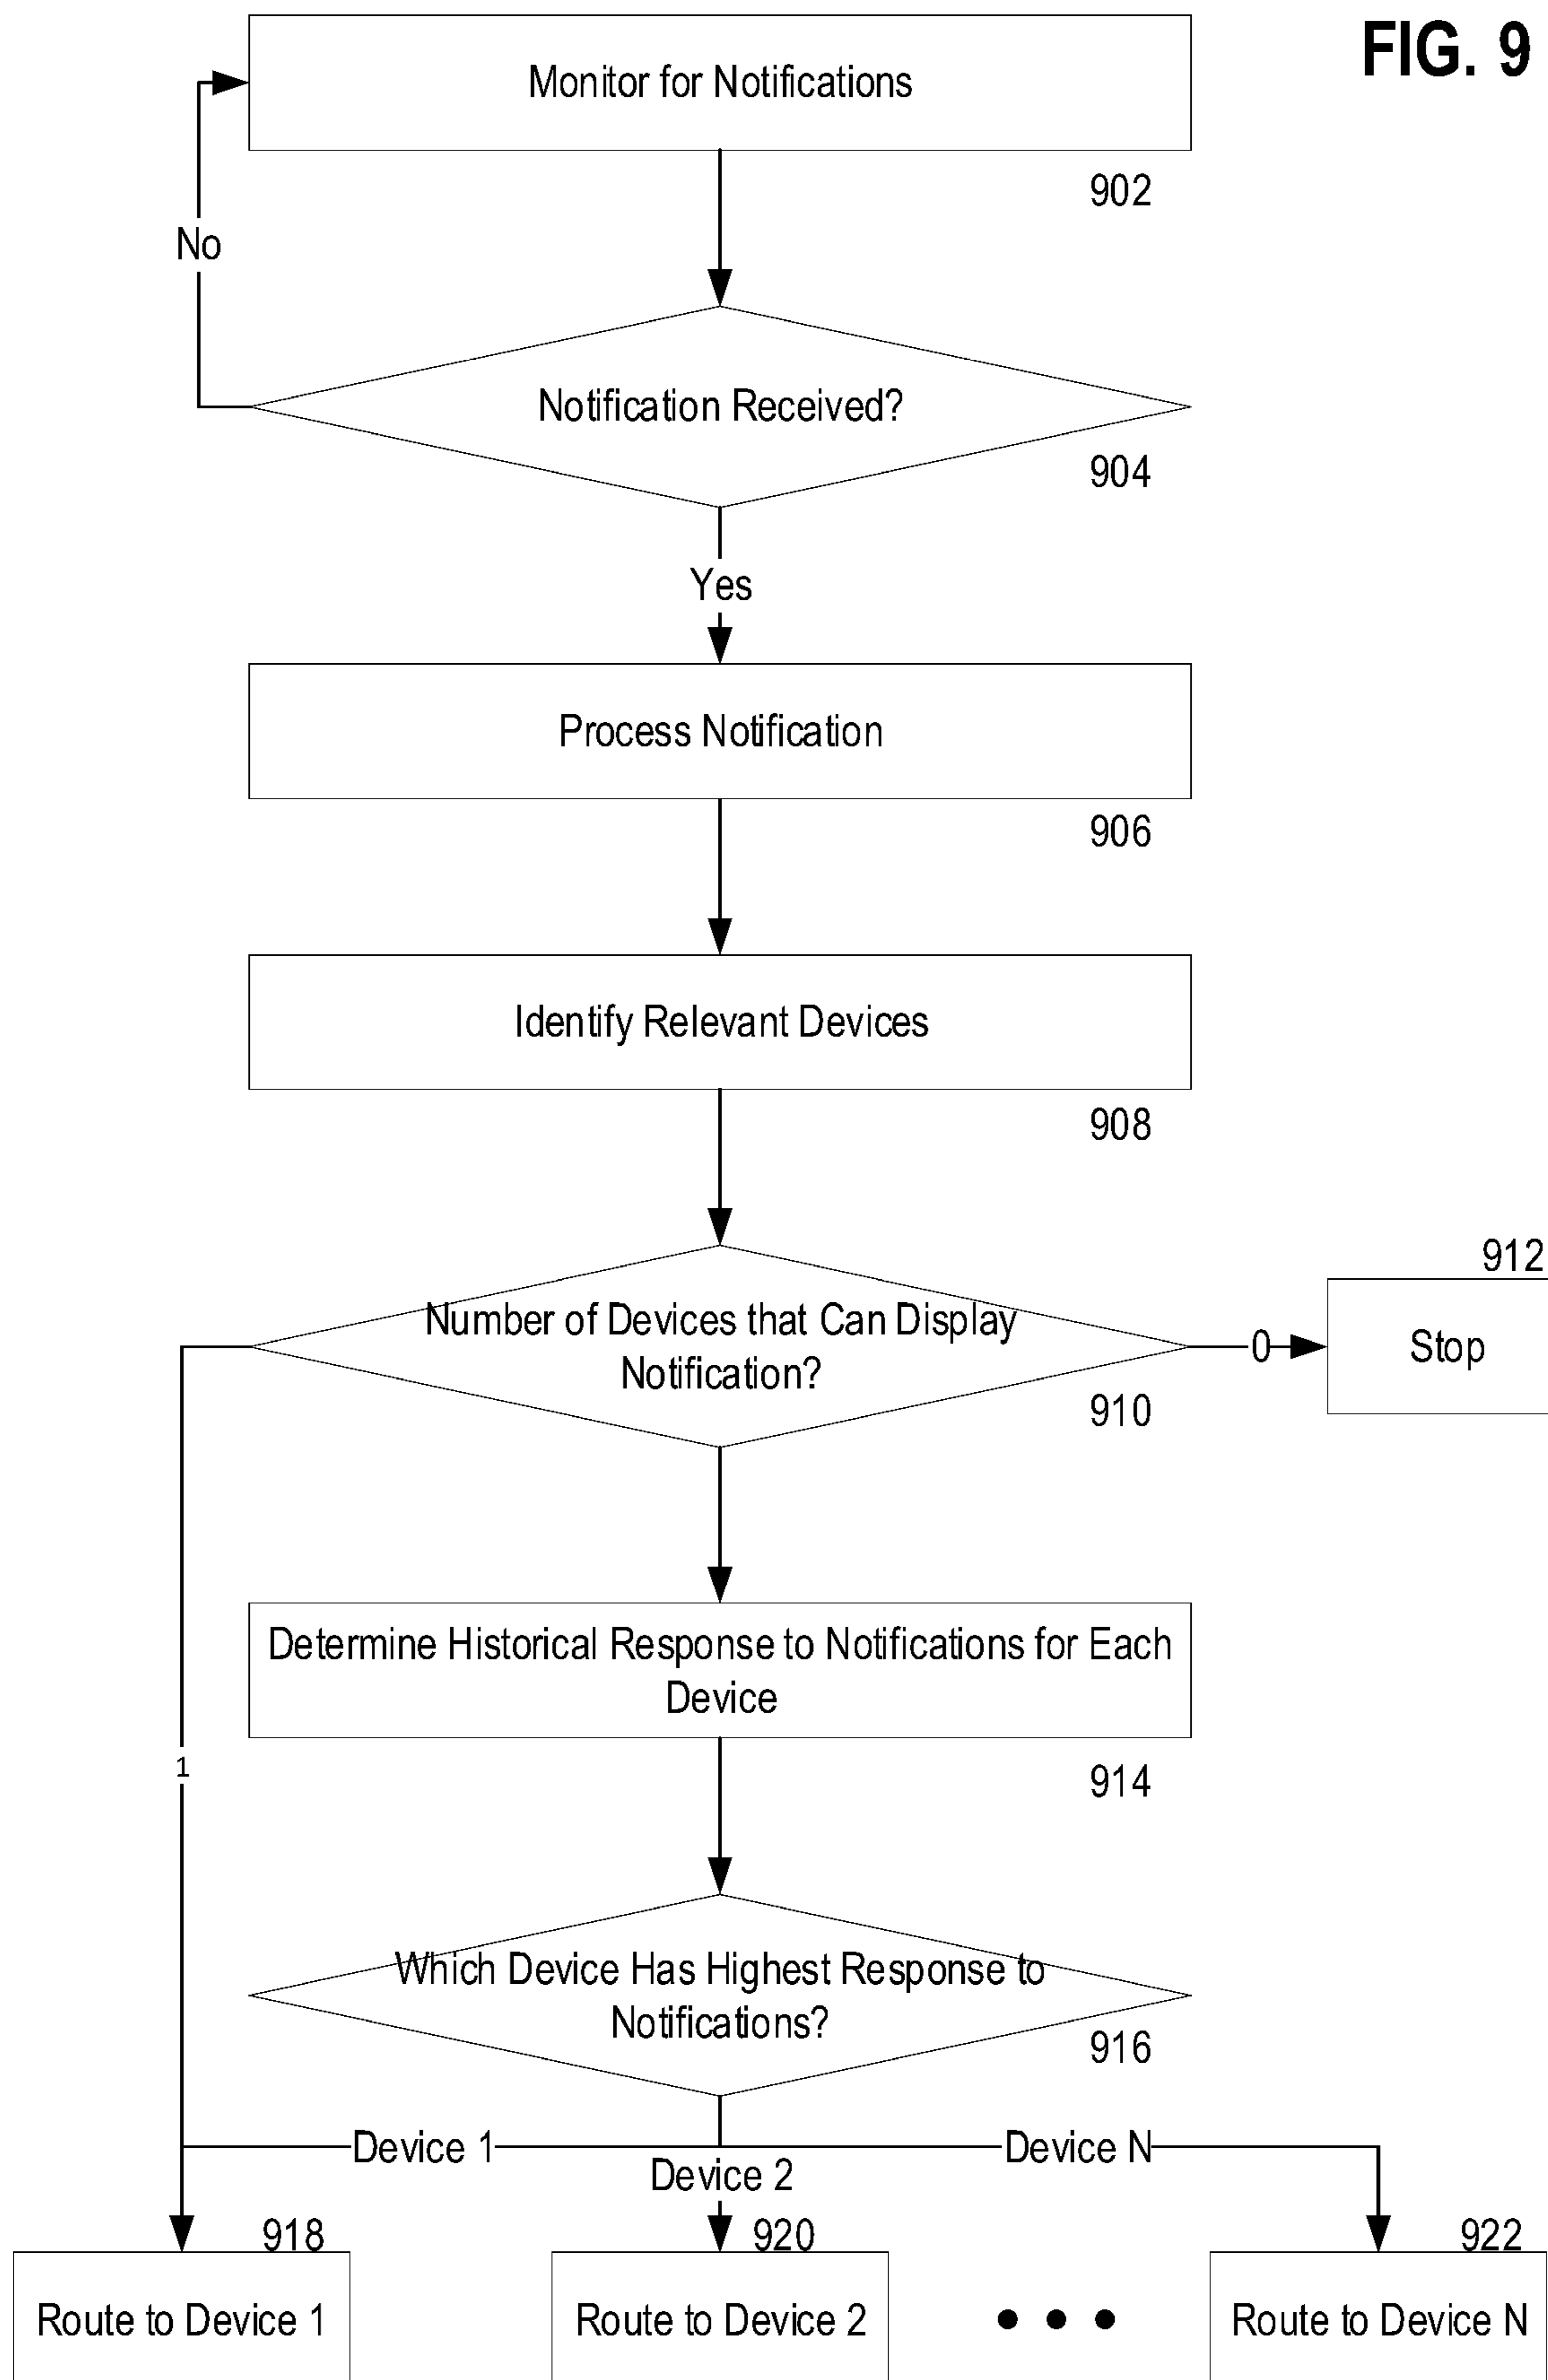 FIG. 9
Monitor for Notifications
902
No
Notification Received?
904
Yes
Process Notification
906
Identify Relevant Devices
908
912
Number of Devices that Can Display
Notification?
0
Stop
910
Determine Historical Response to Notifications for Each
Device
1
914
Which Device Has Highest Response to
Notifications?
916
Device 1
Device 2
Device N
918
920
922
Route to Device 1
Route to Device 2
● ● ●
Route to Device N